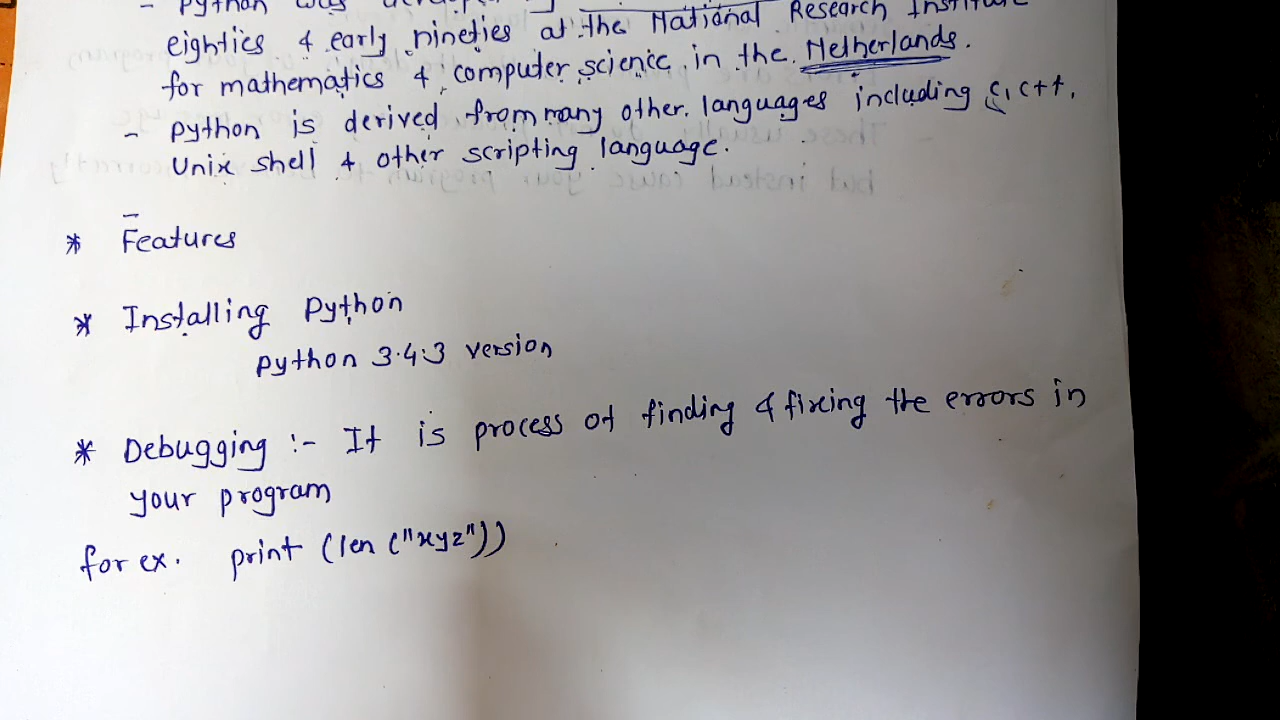 - Python was
National Research Institute
eighties & early nineties at the
for mathematics & computer science in the Netherlands.
- Python is derived from many other languages including C, C++,
Unix shell & other scripting language.
-
* Features
* Installing Python
Python 3.4.3 version
* Debugging :- It is process of finding & fixing the errors in
your program
for ex. print (len ("xyz"))